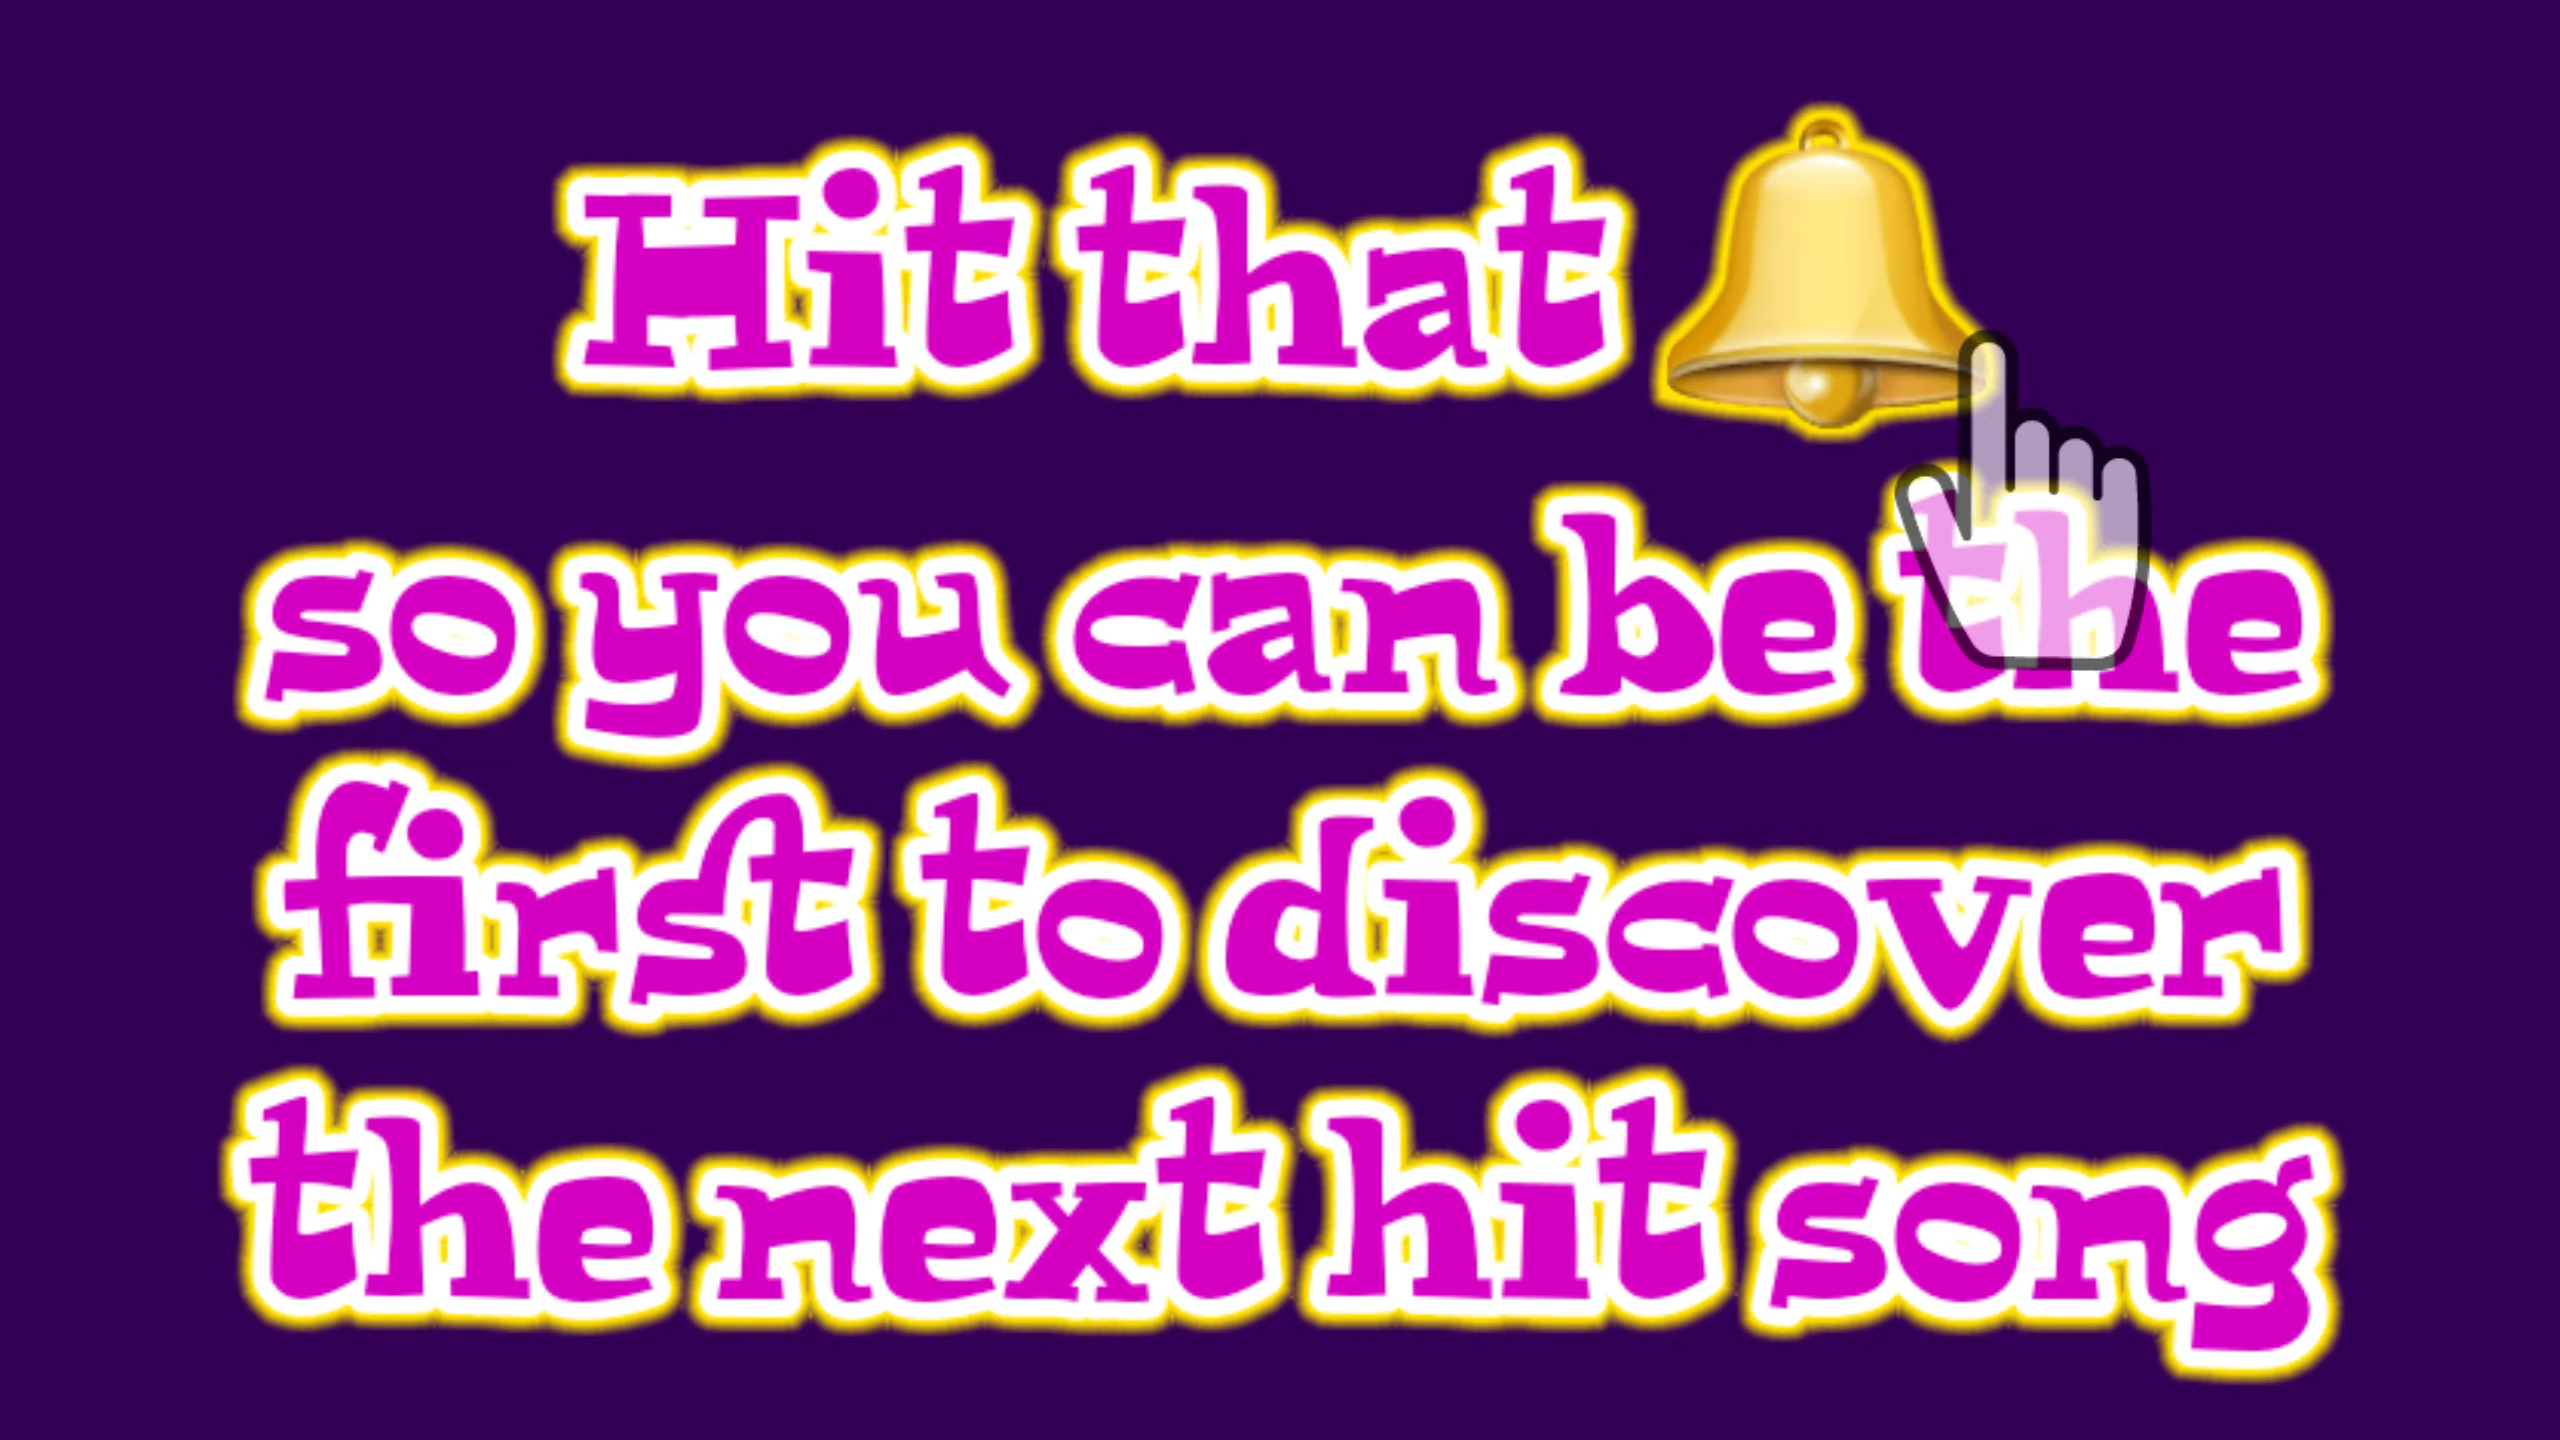 Hit that
so you can be the
first to discover
the next hit song